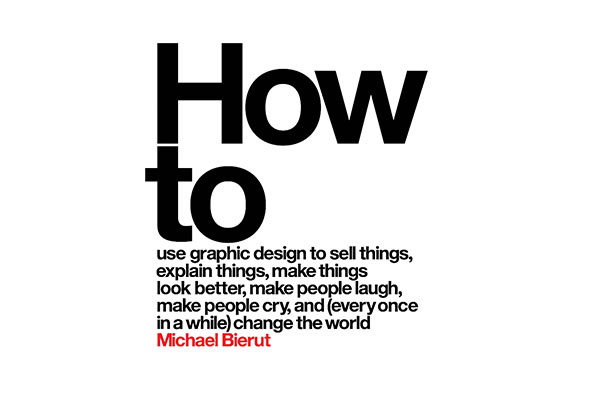 How
to
use graphic design to sell things,
explain things, make things
look better, make people laugh,
make people cry, and (every once
in a while) change the world
Michael Bierut